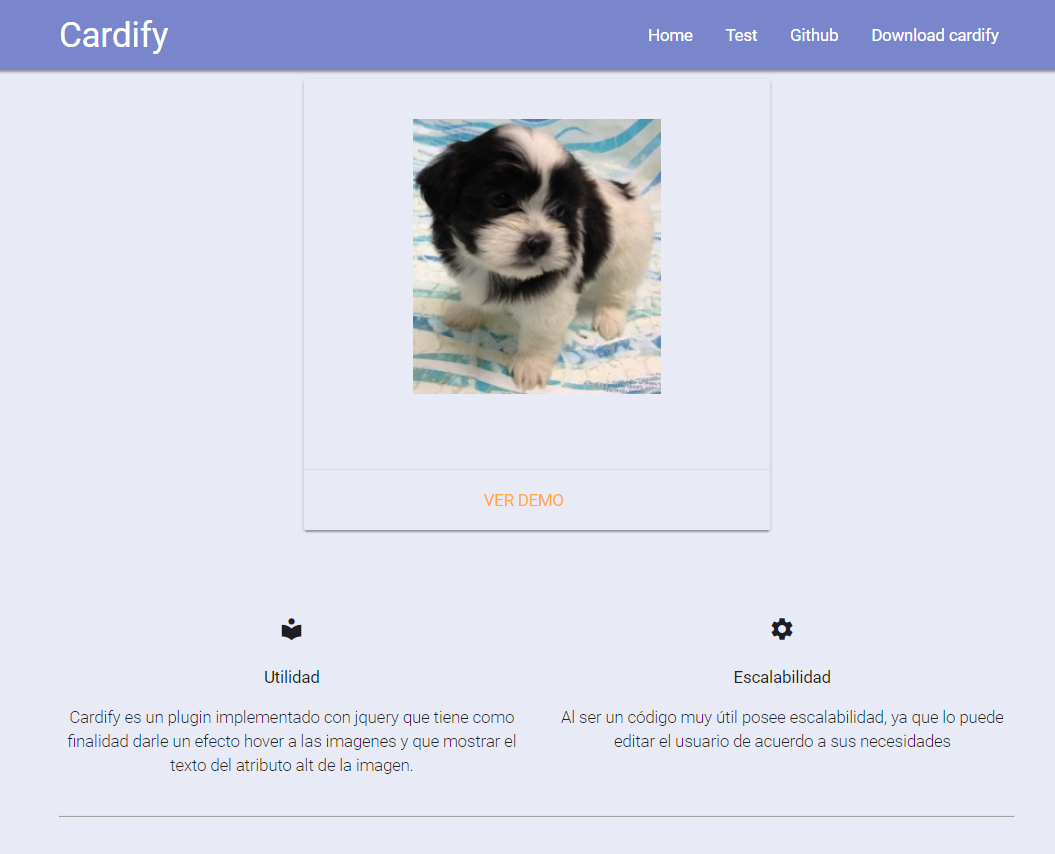 Cardify
Home
Test
Github
Download cardify
VER DEMO
Utilidad
Cardify es un plugin implementado con jquery que tiene como
finalidad darle un efecto hover a las imagenes y que mostrar el
texto del atributo alt de la imagen.
Escalabilidad
Al ser un código muy útil posee escalabilidad, ya que lo puede
editar el usuario de acuerdo a sus necesidades